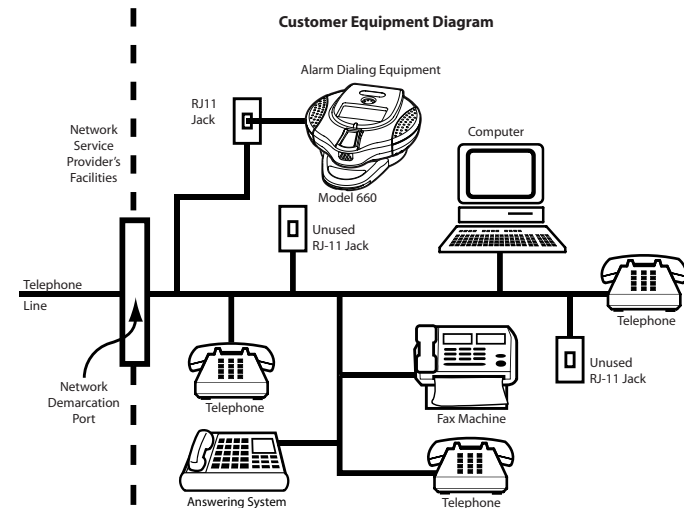 Customer Equipment Diagram
Alarm Dialing Equipment
RJ11
Jack
Network
Service
Provider's
Facilities
Computer
Model 660
Unused
RJ-11 Jack
Telephone
Line
Telephone
Unused
RJ-11 Jack
Network
Demarcation
Port
Telephone
Fax Machine
Answering System
Telephone